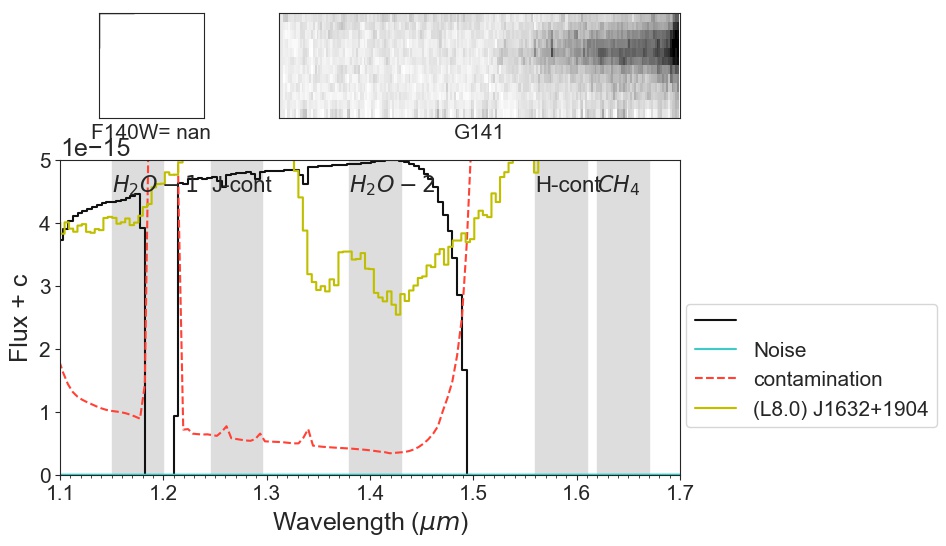 F140W= nan
G141
1e−15
H₂O − 1
J-cont
H₂O − 2
H-cont
CH₄
5
4
3
2
1
0
Flux + c
1.1
1.2
1.3
1.4
1.5
1.6
1.7
Wavelength (μm)
Noise
contamination
(L8.0) J1632+1904